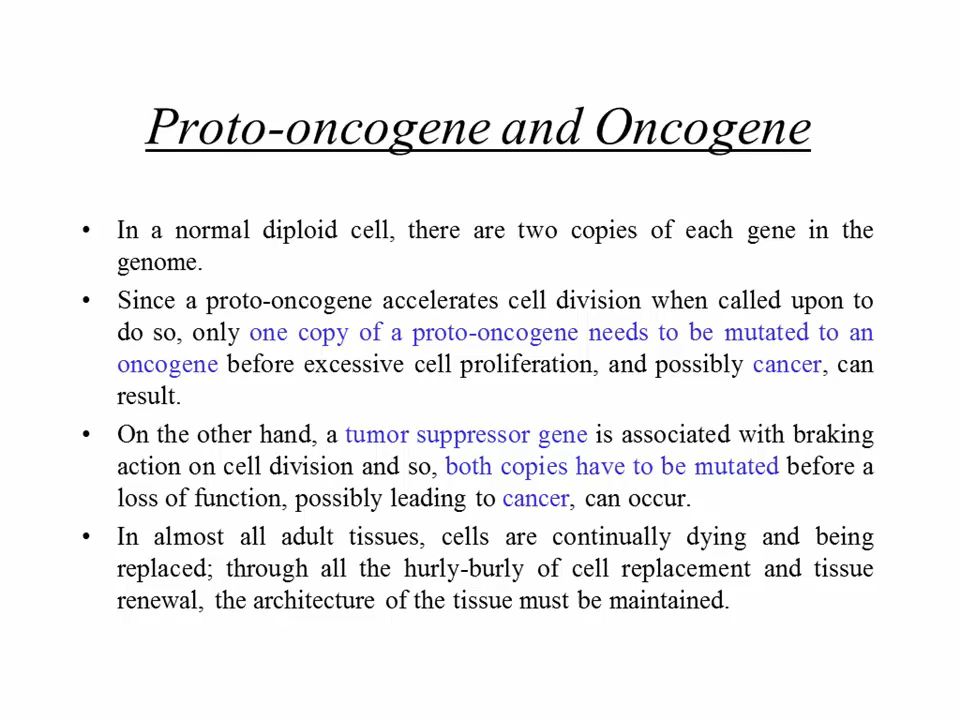 Proto-oncogene and Oncogene
• In a normal diploid cell, there are two copies of each gene in the
genome.
• Since a proto-oncogene accelerates cell division when called upon to
do so, only one copy of a proto-oncogene needs to be mutated to an
oncogene before excessive cell proliferation, and possibly cancer, can
result.
• On the other hand, a tumor suppressor gene is associated with braking
action on cell division and so, both copies have to be mutated before a
loss of function, possibly leading to cancer, can occur.
• In almost all adult tissues, cells are continually dying and being
replaced; through all the hurly-burly of cell replacement and tissue
renewal, the architecture of the tissue must be maintained.